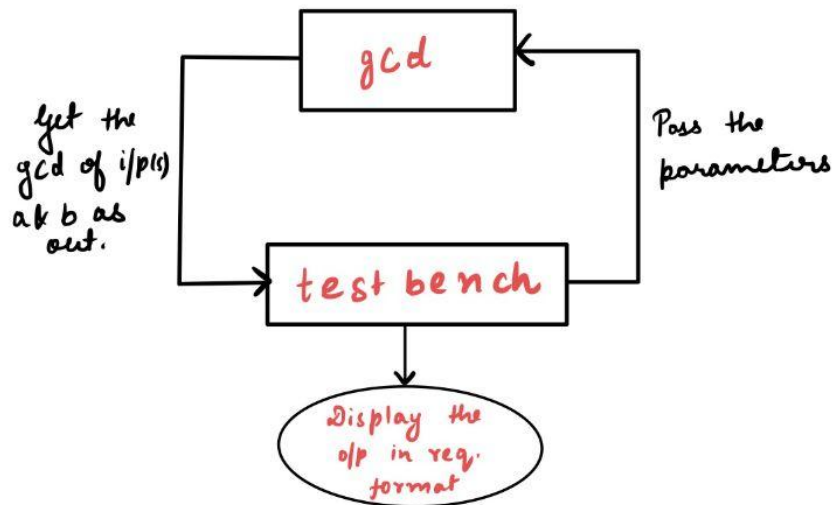 gcd
Get the
gcd of i/p(s)
a & b as
out.
Pass the
parameters
test bench
Display the
o/p in req.
format